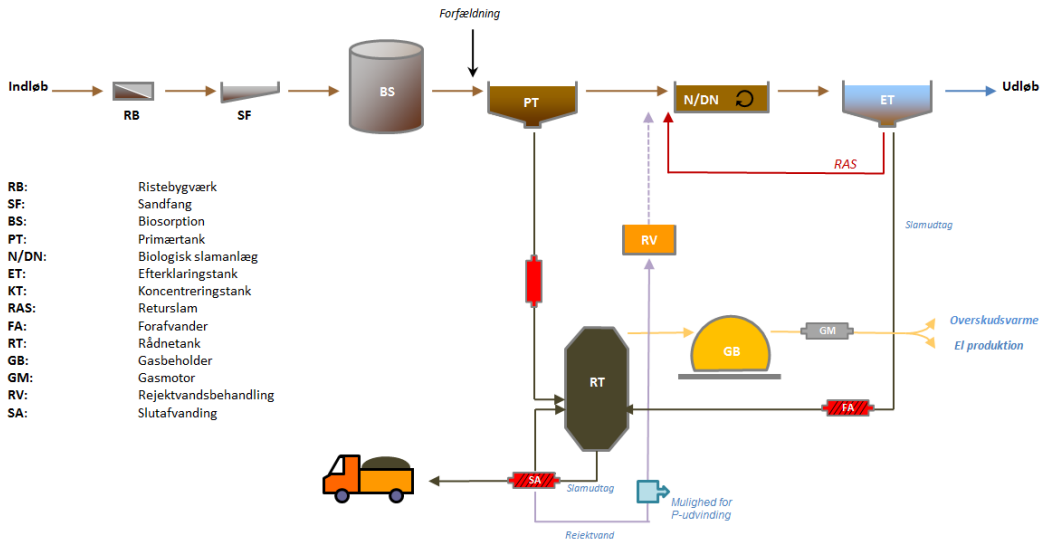 Forfældning
Indløb
RB
SF
BS
PT
N/DN
ET
Udløb
RAS
Slamudtag
RB: Ristebygværk
SF: Sandfang
BS: Biosorption
PT: Primærtank
N/DN: Biologisk slamanlæg
ET: Efterklaringstank
KT: Koncentreringstank
RAS: Returslam
FA: Forafvander
RT: Rådnetank
GB: Gasbeholder
GM: Gasmotor
RV: Rejektvandsbehandling
SA: Slutafvanding
RV
GB
GM
Overskudsvarme
El produktion
RT
FA
SA
Slamudtag
Mulighed for
P-udvinding
Rejektvand